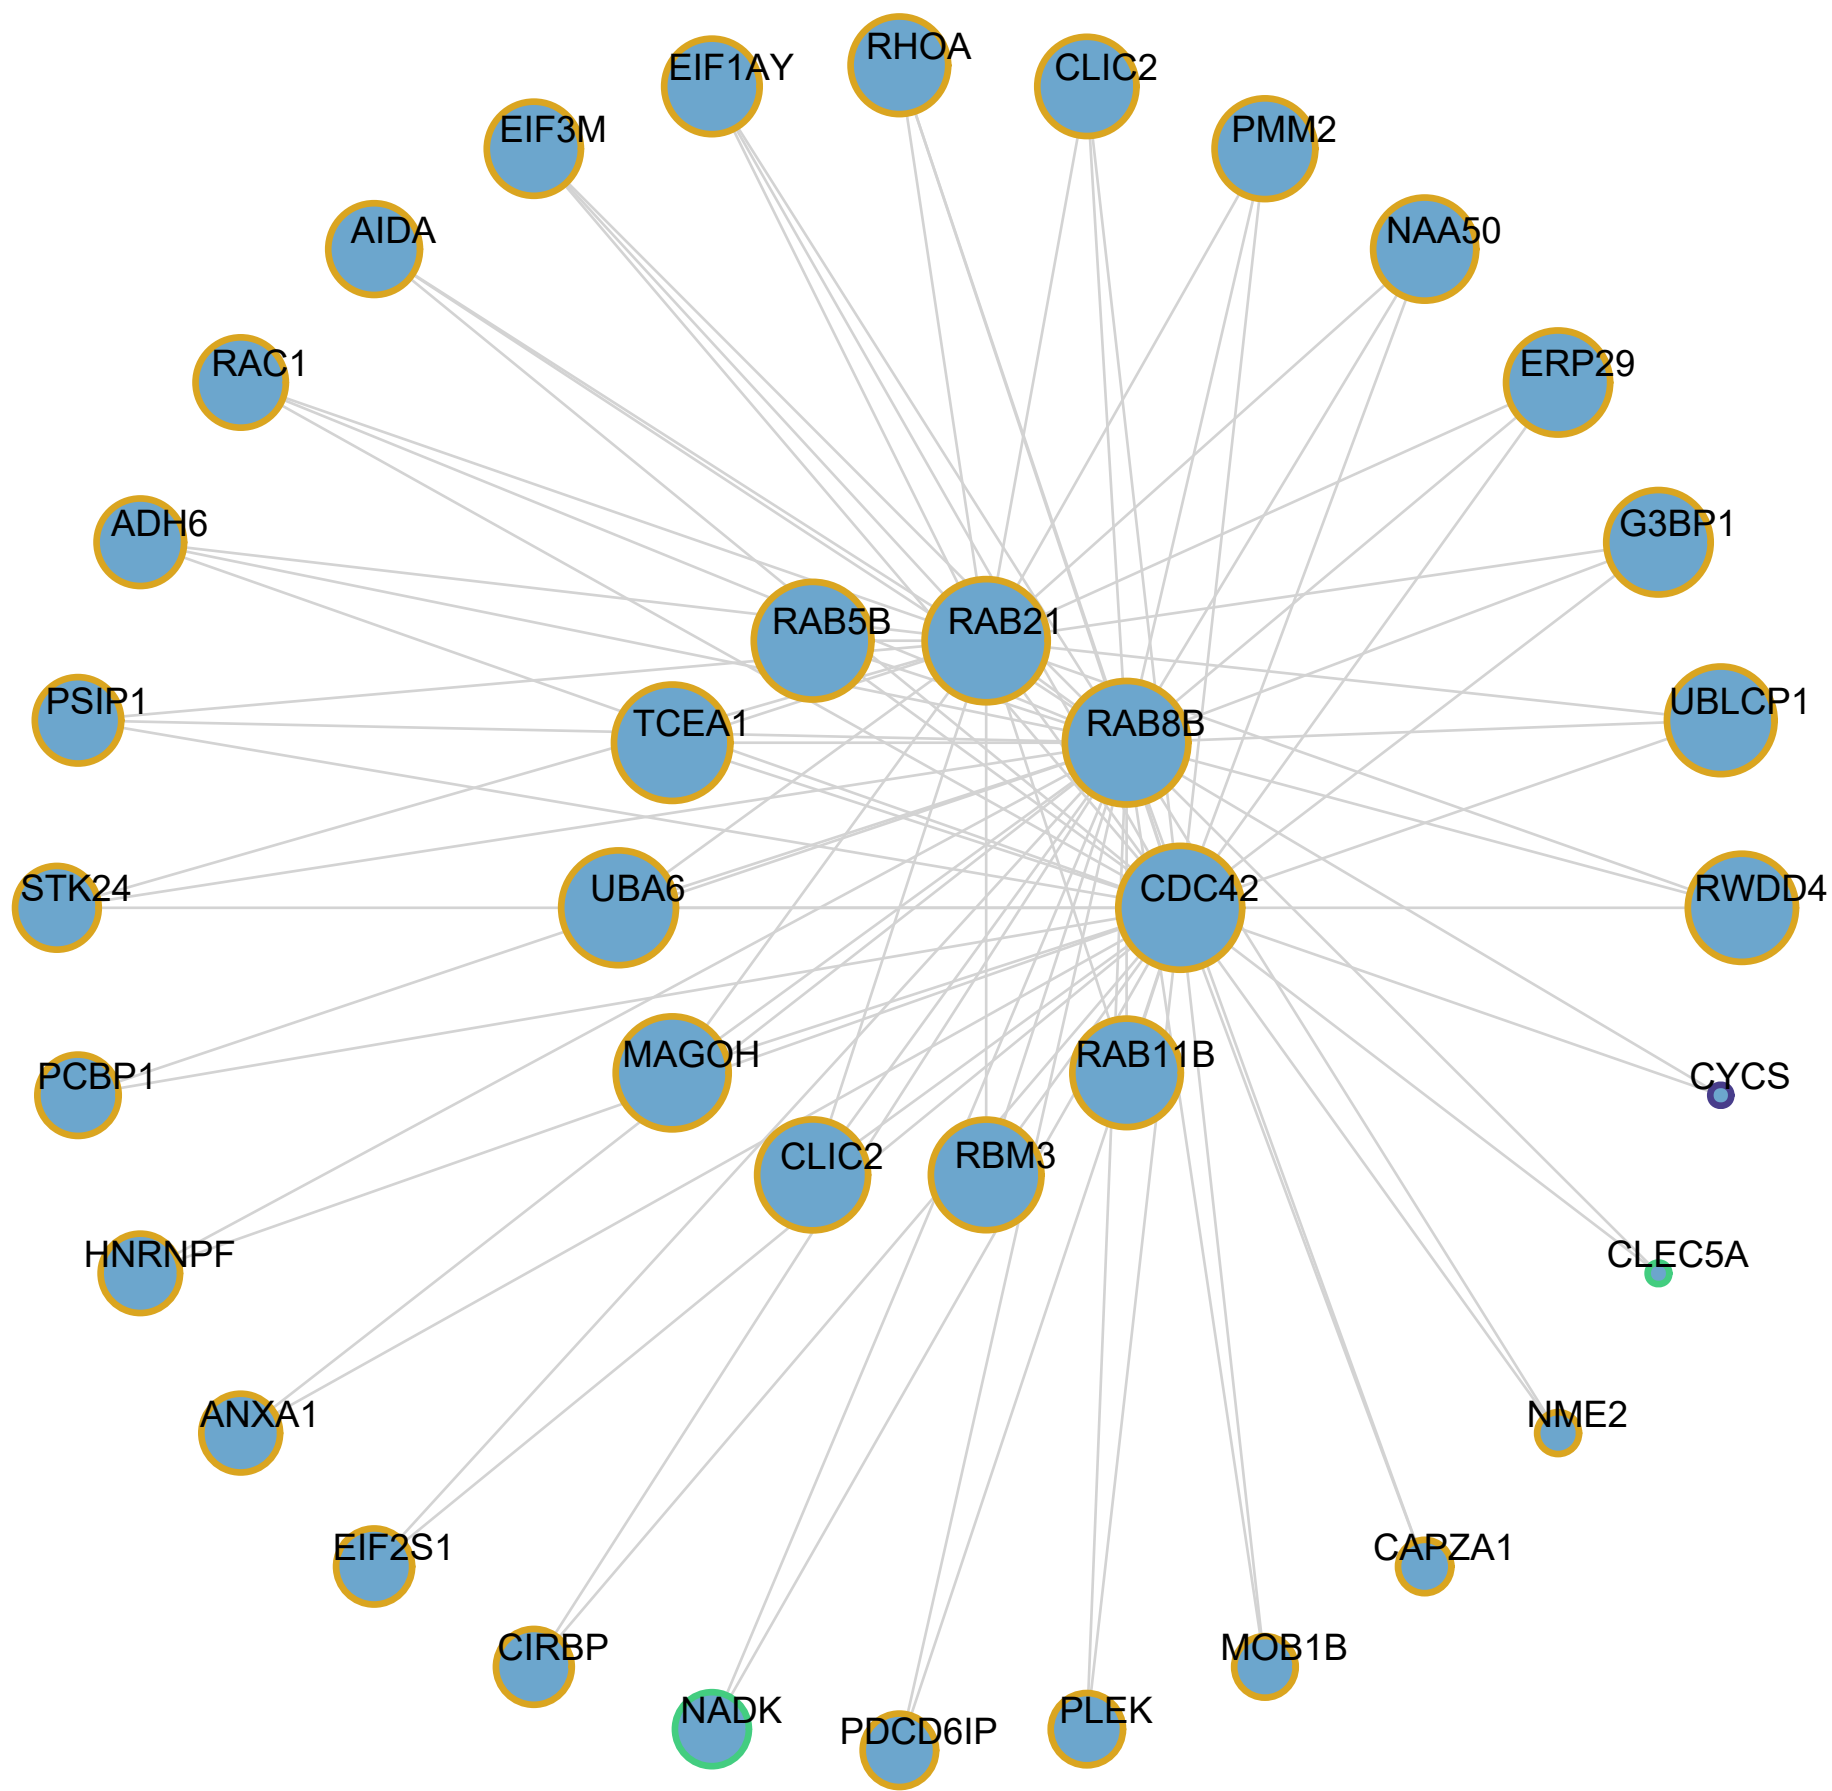 RHOA
EIF1AY
CLIC2
EIF3M
PMM2
AIDA
NAA50
RAC1
ERP29
ADH6
G3BP1
RAB5B
RAB21
PSIP1
TCEA1
RAB8B
UBLCP1
STK24
UBA6
CDC42
RWDD4
PCBP1
MAGOH
RAB11B
CYCS
CLIC2
RBM3
HNRNPF
CLEC5A
ANXA1
NME2
EIF2S1
CAPZA1
CIRBP
MOB1B
NADK
PDCD6IP
PLEK